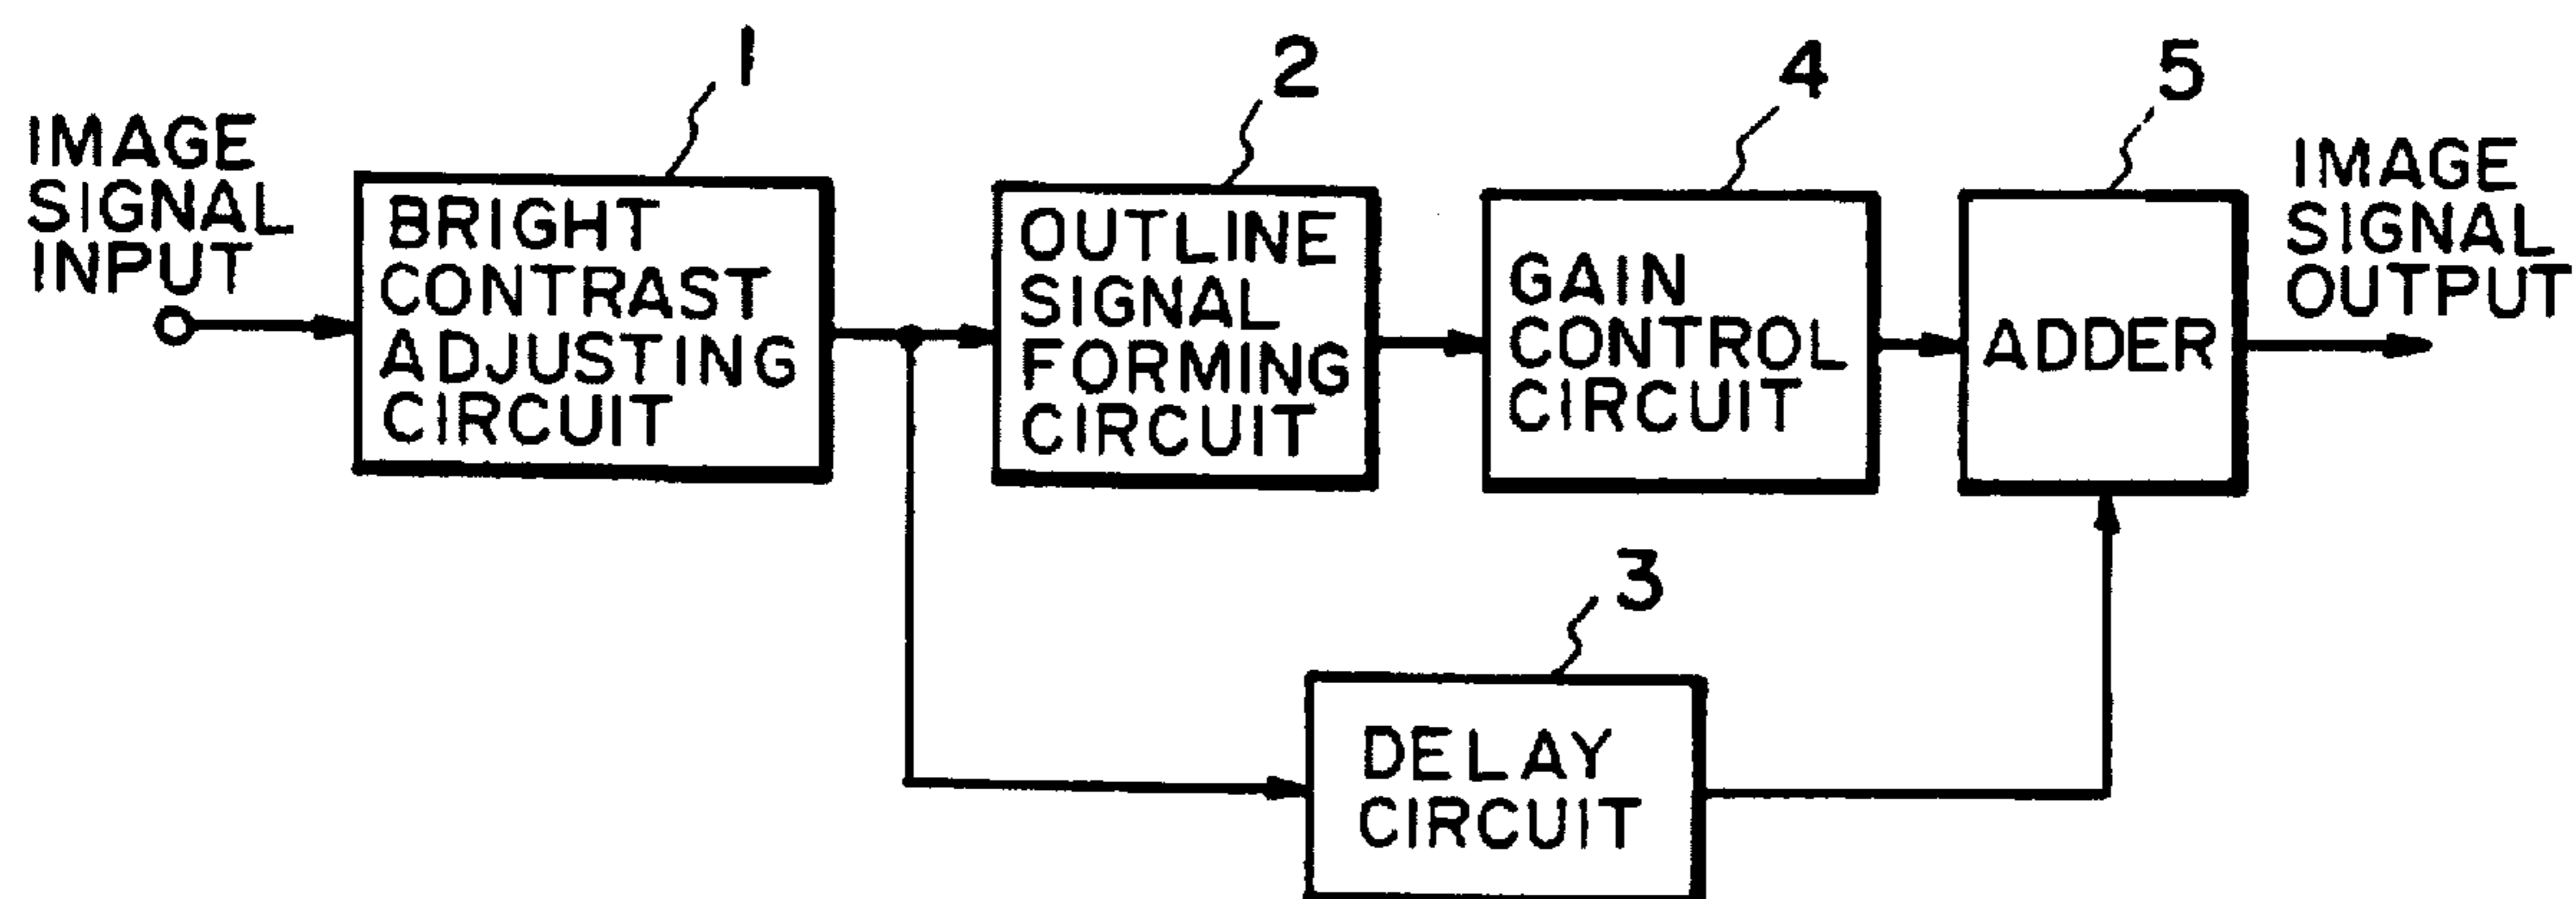 1
2
4
5
IMAGE
SIGNAL
INPUT
BRIGHT
CONTRAST
ADJUSTING
CIRCUIT
OUTLINE
SIGNAL
FORMING
CIRCUIT
GAIN
CONTROL
CIRCUIT
ADDER
IMAGE
SIGNAL
OUTPUT
3
DELAY
CIRCUIT